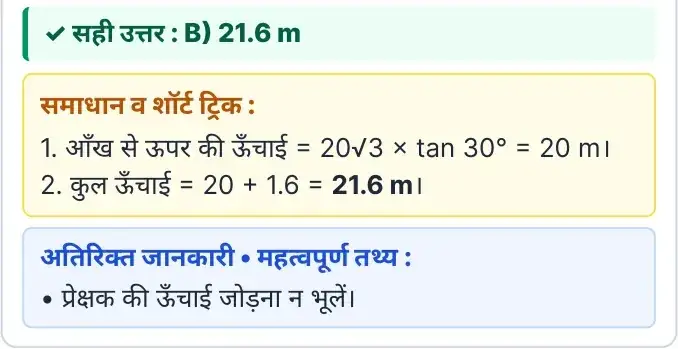 ✓ सही उत्तर : B) 21.6 m
समाधान व शॉर्ट ट्रिक :
1. आँख से ऊपर की ऊँचाई = 20√3 × tan 30° = 20 m।
2. कुल ऊँचाई = 20 + 1.6 = 21.6 m।
अतिरिक्त जानकारी • महत्वपूर्ण तथ्य :
• प्रेक्षक की ऊँचाई जोड़ना न भूलें।